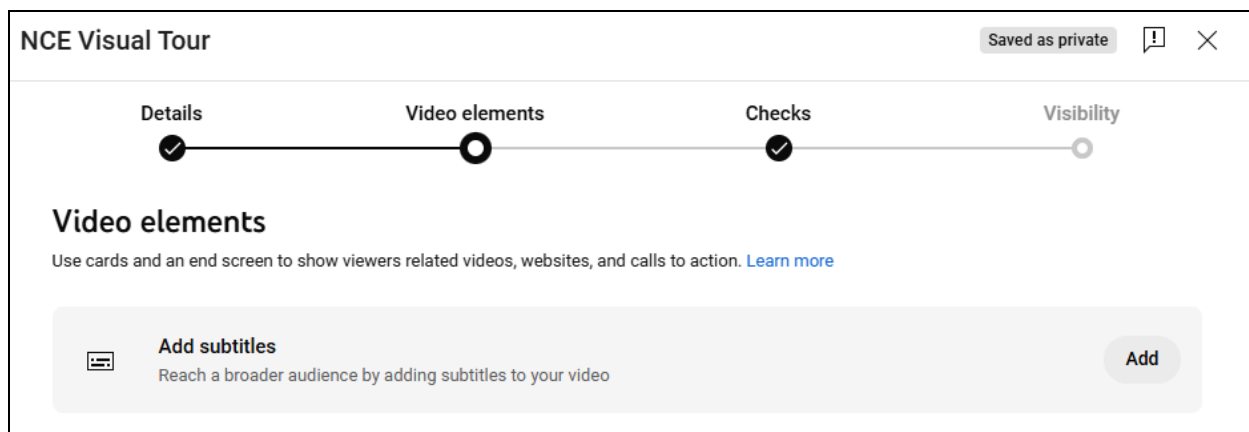 NCE Visual Tour
Saved as private
Details
Video elements
Checks
Visibility
Video elements
Use cards and an end screen to show viewers related videos, websites, and calls to action. Learn more
Add subtitles
Reach a broader audience by adding subtitles to your video
Add